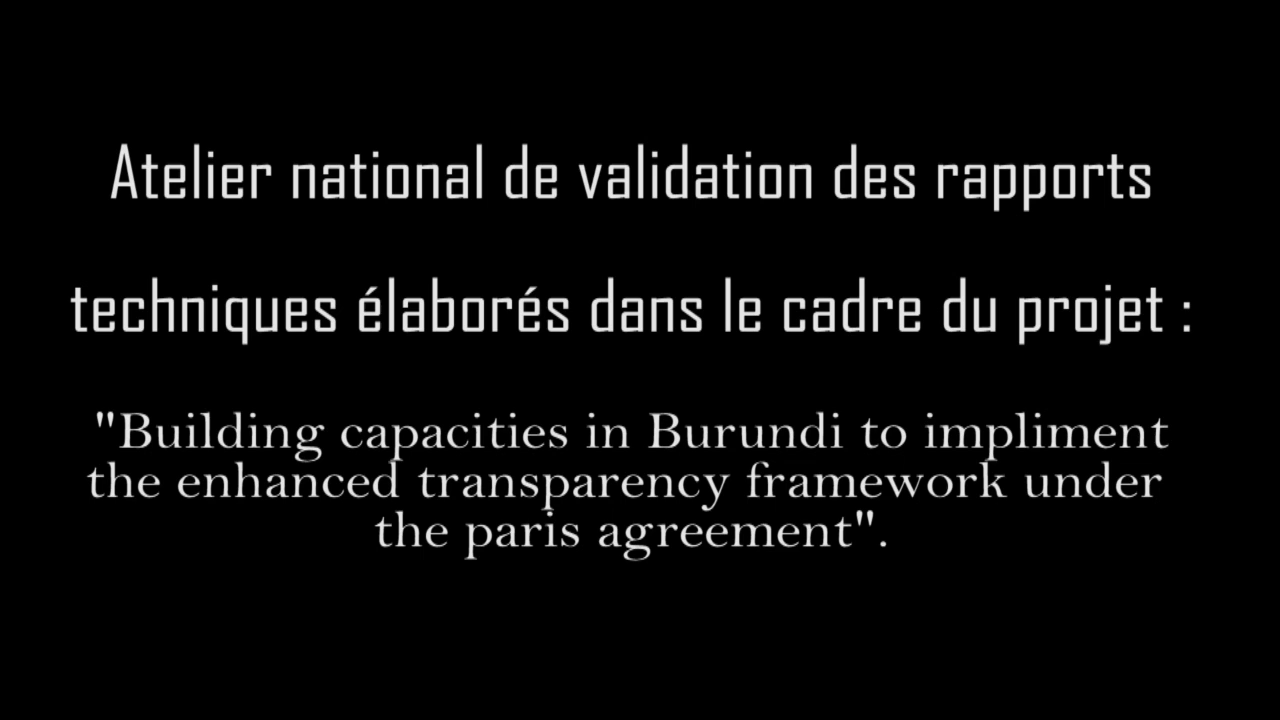 Atelier national de validation des rapports
techniques élaborés dans le cadre du projet :
"Building capacities in Burundi to impliment
the enhanced transparency framework under
the paris agreement".